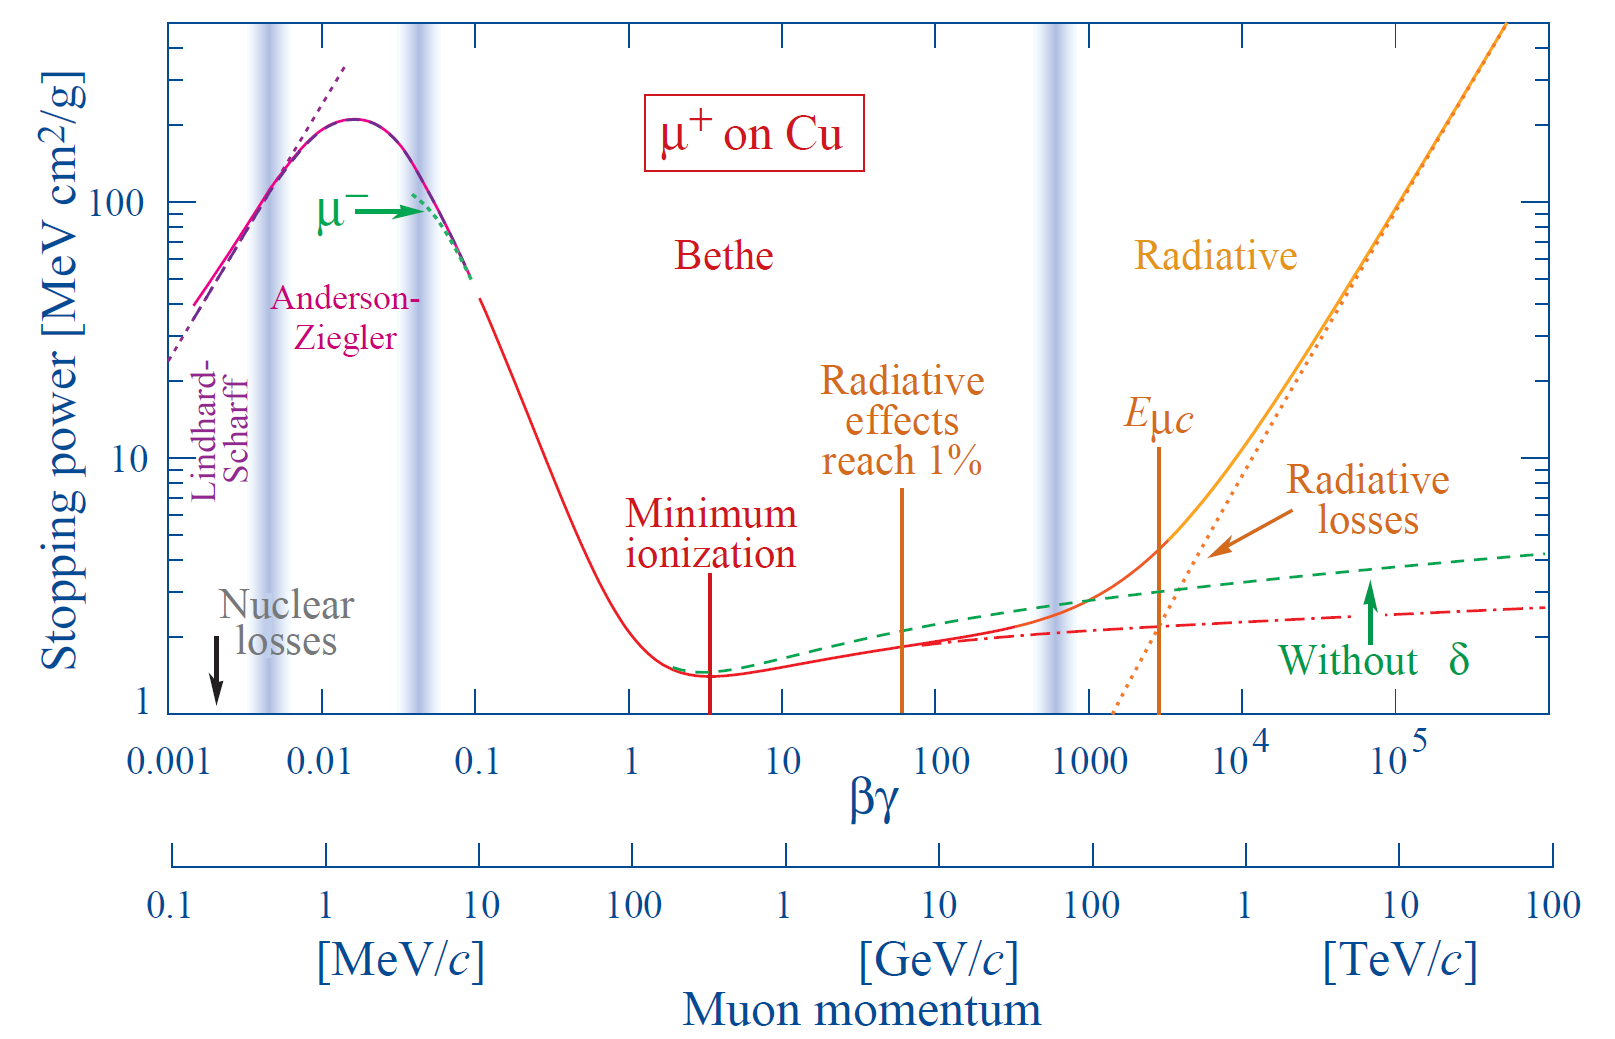 Stopping power [MeV cm2/g]
100
10
1
μ+ on Cu
μ−
Bethe
Radiative
Anderson-
Ziegler
Lindhard-
Scharff
Radiative
effects
reach 1%
Eμc
Radiative
losses
Minimum
ionization
Nuclear
losses
Without δ
0.001 0.01 0.1 1 10 100 1000 10^4 10^5
βγ
0.1 1 10 100 1 10 100 1 10 100
[MeV/c] [GeV/c] [TeV/c]
Muon momentum